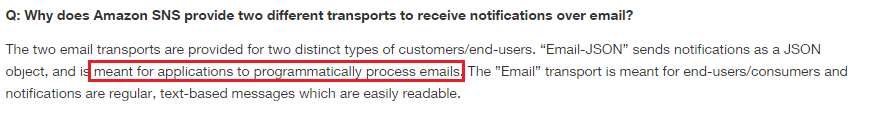 Q: Why does Amazon SNS provide two different transports to receive notifications over email?
The two email transports are provided for two distinct types of customers/end-users. “Email-JSON” sends notifications as a JSON
object, and is meant for applications to programmatically process emails. The ”Email” transport is meant for end-users/consumers and
notifications are regular, text-based messages which are easily readable.